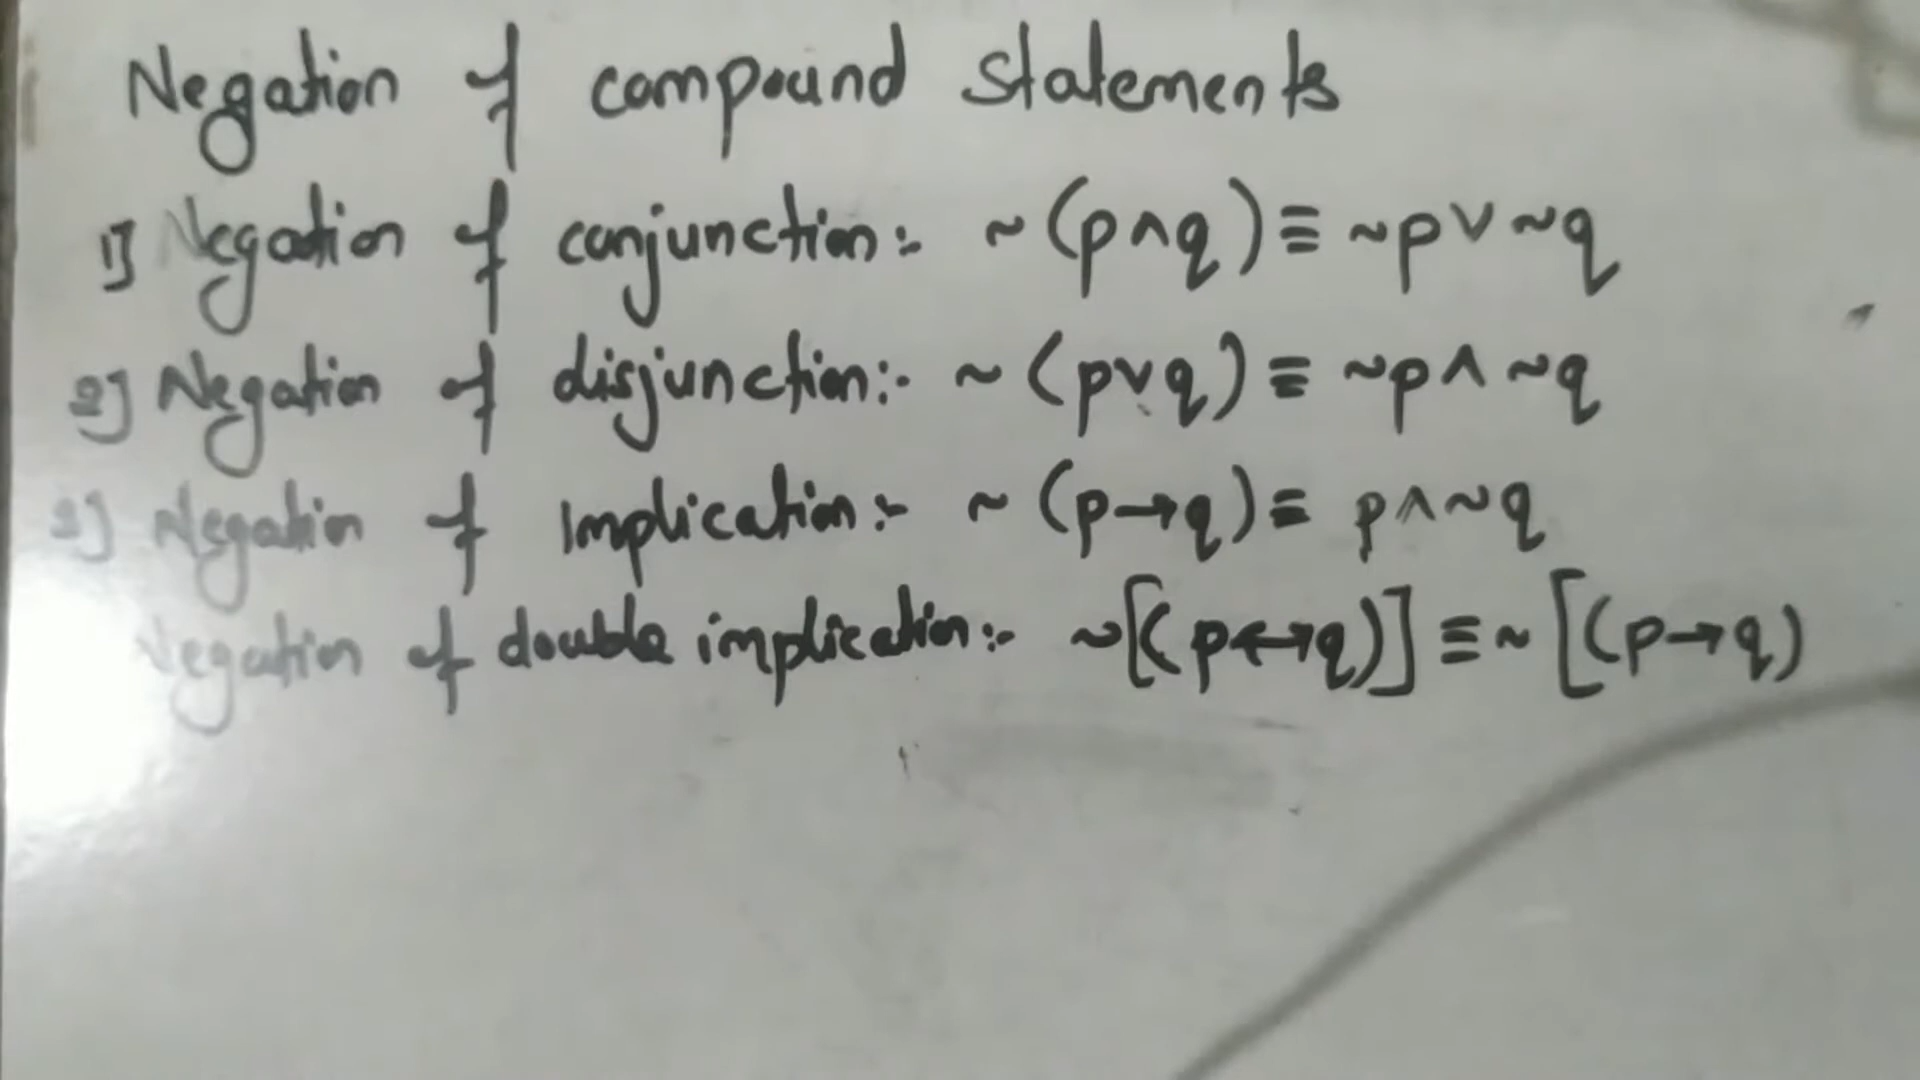 Negation of compound statements
1] Negation of conjunction:- ~(p∧q)≡ ~p∨~q
2] Negation of disjunction:- ~(p∨q)≡ ~p∧~q
3] Negation of Implication:- ~(p→q)≡ p∧~q
Negation of double implication:- ~[(p↔q)]≡~[(p→q)